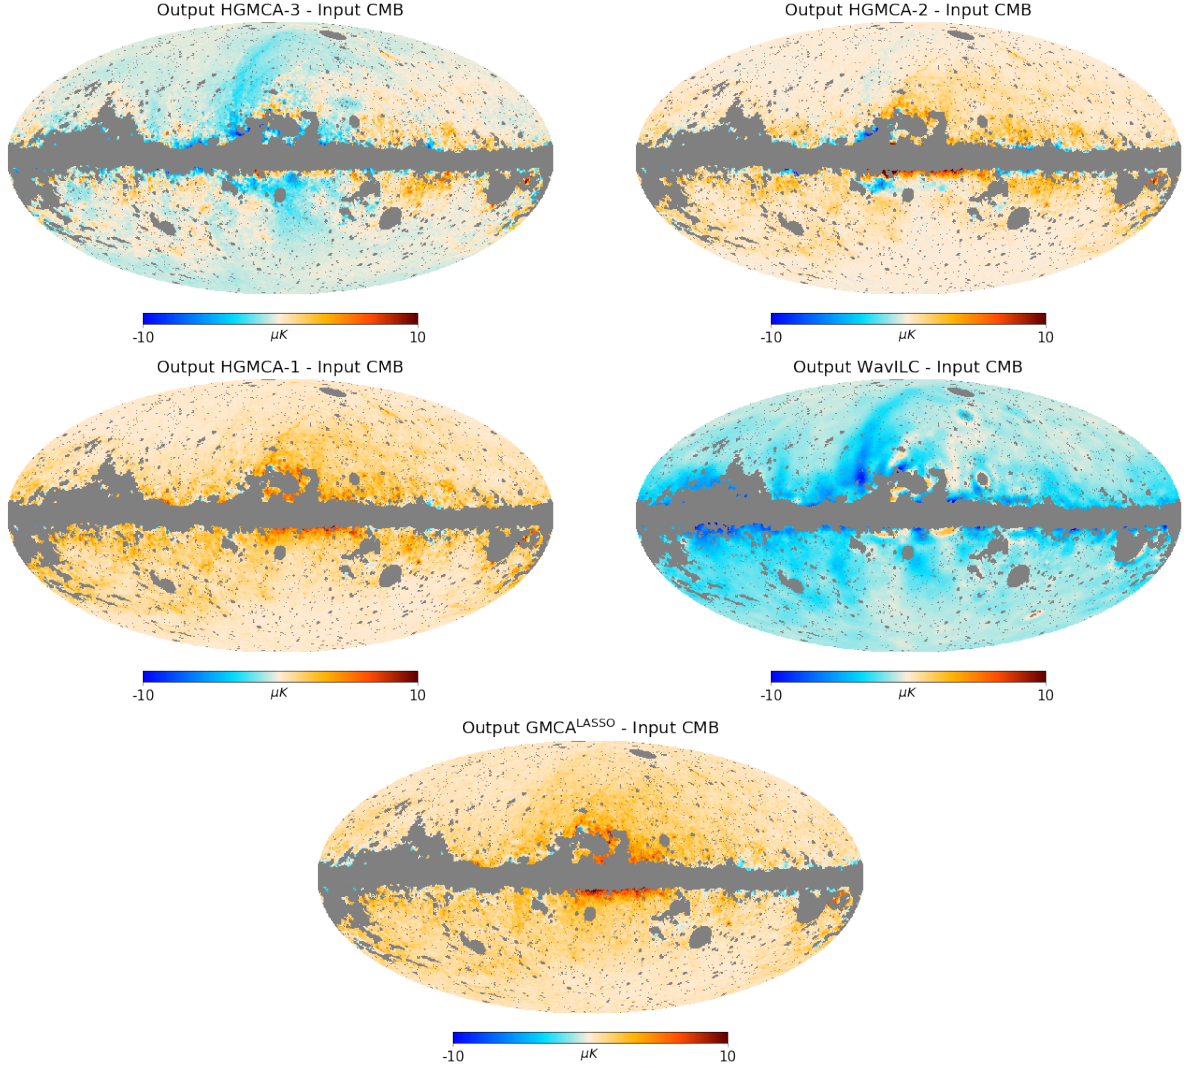 Output HGMCA-3 - Input CMB
Output HGMCA-2 - Input CMB
-10 μK 10
-10 μK 10
Output HGMCA-1 - Input CMB
Output WavILC - Input CMB
-10 μK 10
-10 μK 10
Output GMCA^LASSO - Input CMB
-10 μK 10